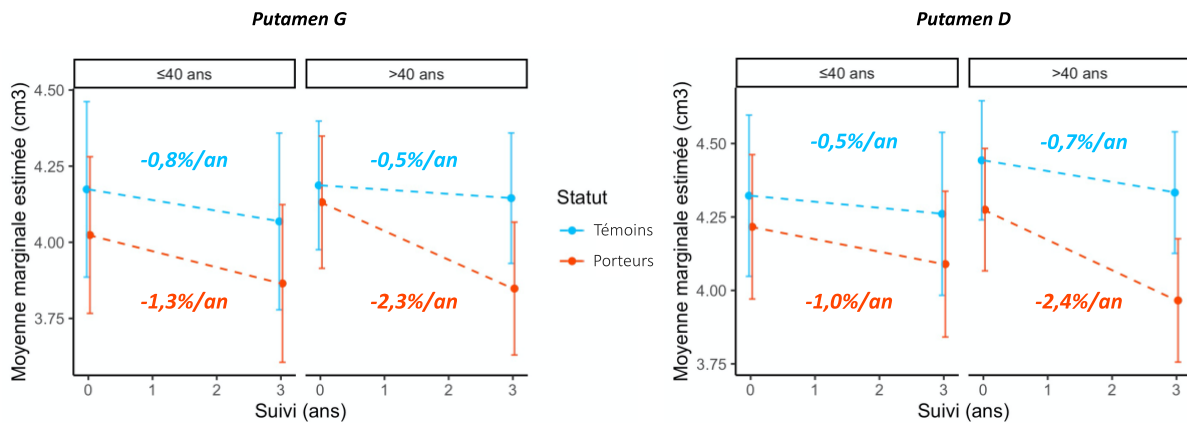 Putamen G
Putamen D
Moyenne marginale estimée (cm3)
≤40 ans
>40 ans
4.50
4.25
4.00
3.75
-0,8%/an
-0,5%/an
-1,3%/an
-2,3%/an
0 1 2 3
0 1 2 3
Suivi (ans)
Statut
Témoins
Porteurs
Moyenne marginale estimée (cm3)
≤40 ans
>40 ans
4.50
4.25
4.00
3.75
-0,5%/an
-0,7%/an
-1,0%/an
-2,4%/an
0 1 2 3
0 1 2 3
Suivi (ans)